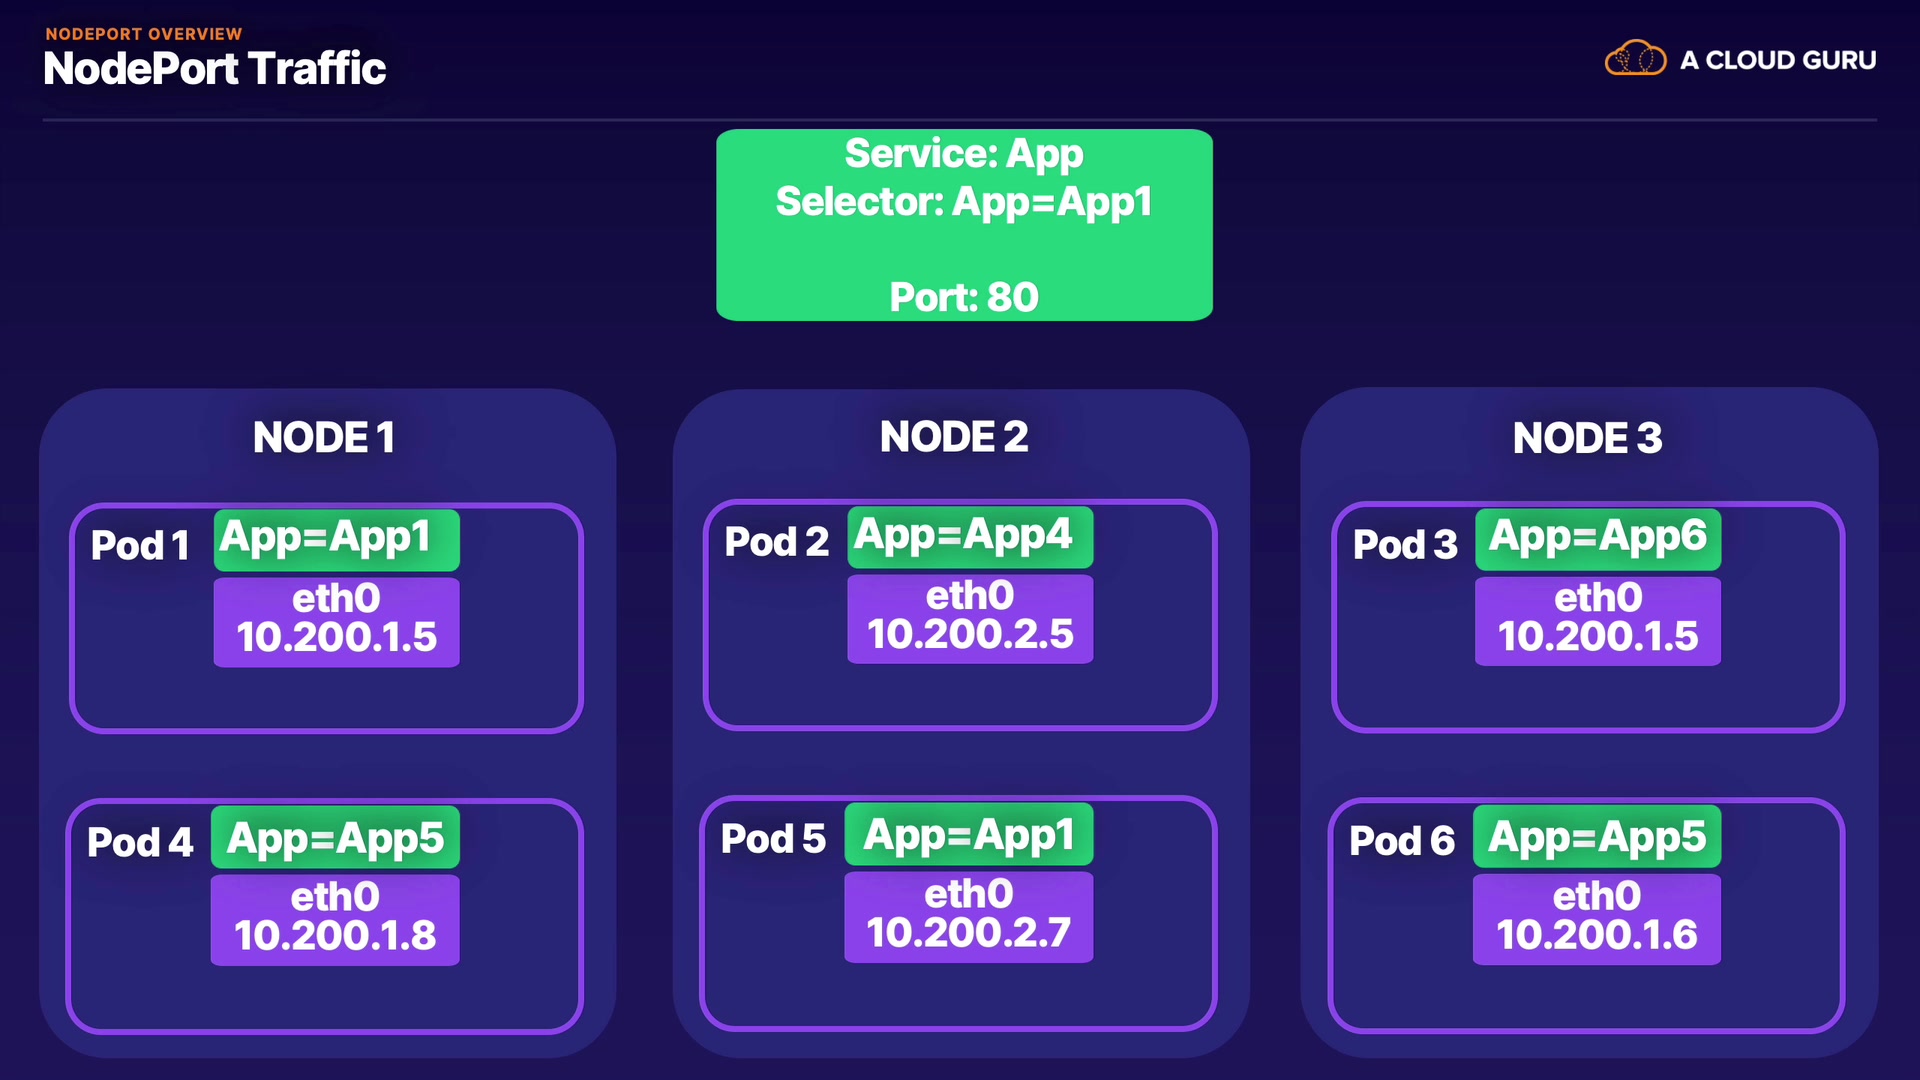 NODEPORT OVERVIEW
NodePort Traffic
A CLOUD GURU
Service: App
Selector: App=App1
Port: 80
NODE 1
Pod 1
App=App1
eth0
10.200.1.5
Pod 4
App=App5
eth0
10.200.1.8
NODE 2
Pod 2
App=App4
eth0
10.200.2.5
Pod 5
App=App1
eth0
10.200.2.7
NODE 3
Pod 3
App=App6
eth0
10.200.1.5
Pod 6
App=App5
eth0
10.200.1.6